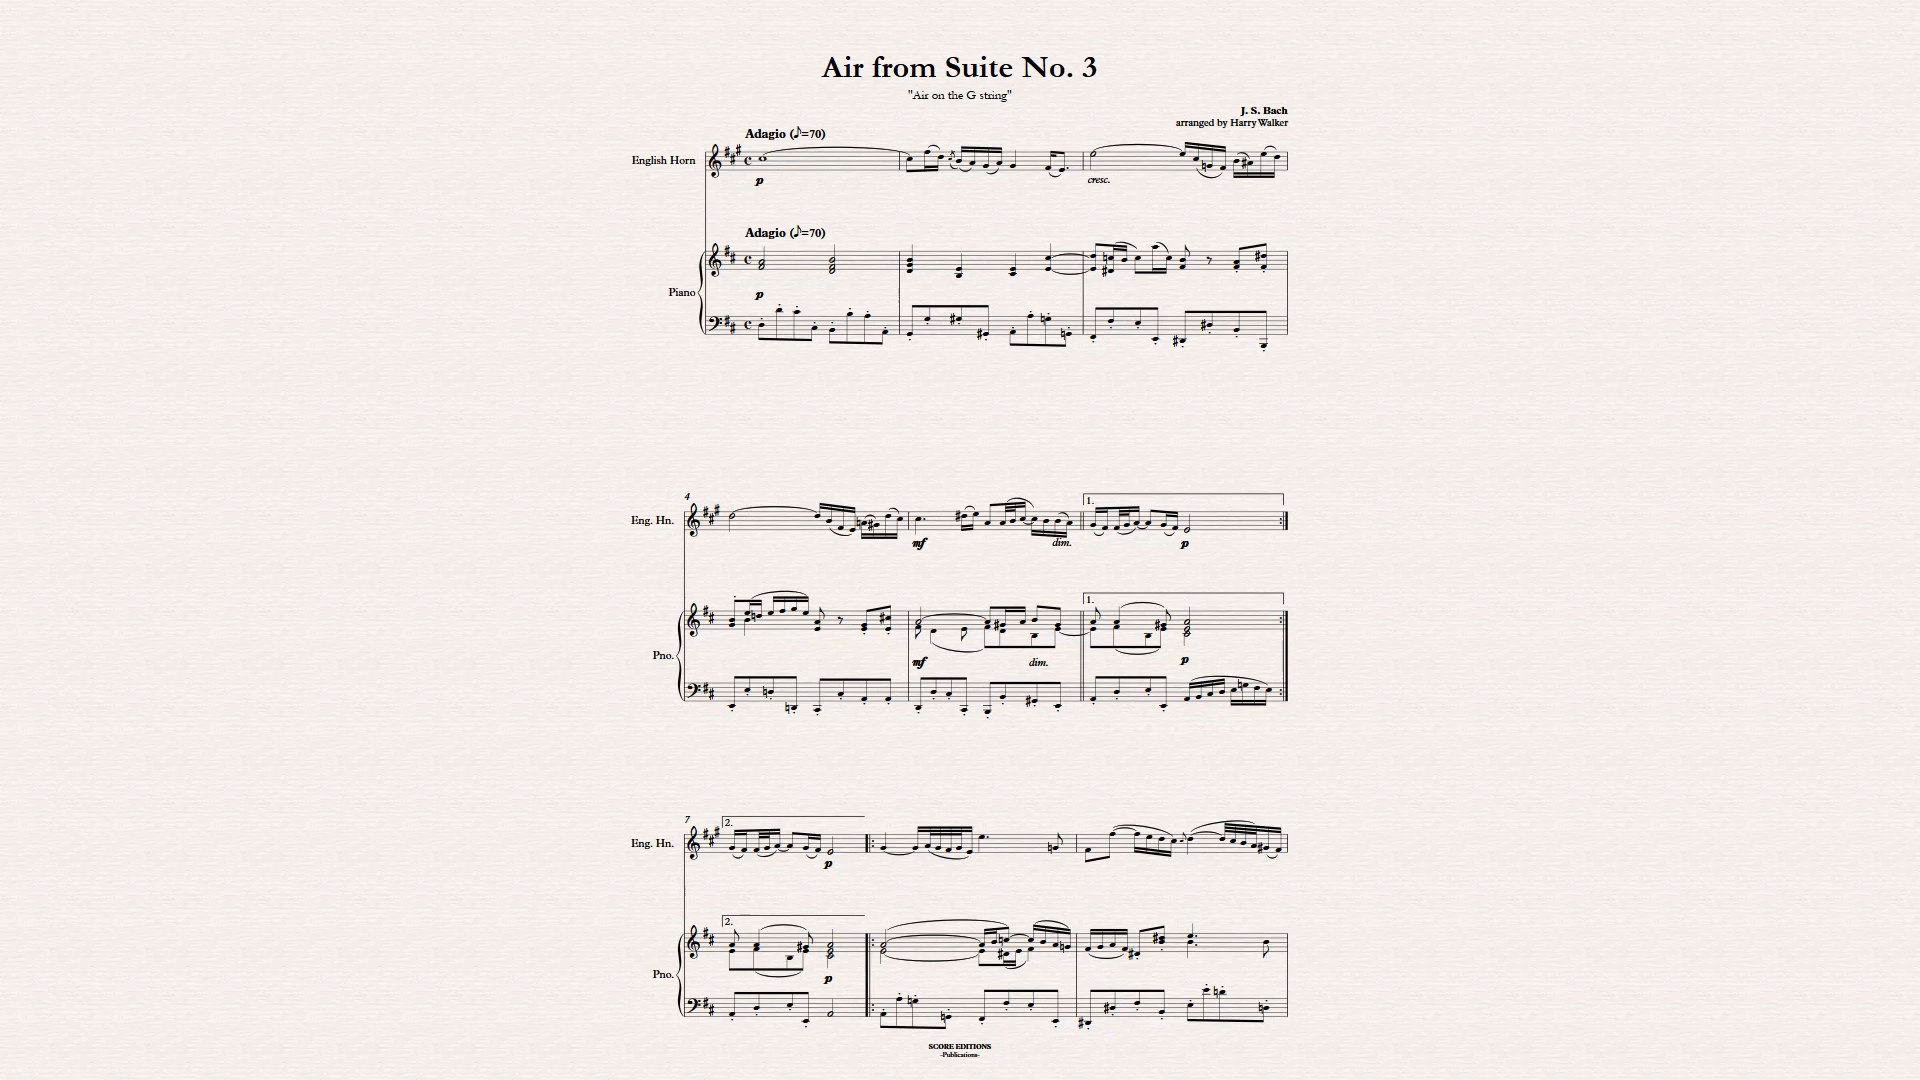 Air from Suite No. 3
"Air on the G string"
J. S. Bach
arranged by Harry Walker
Adagio (♪=70)
English Horn
p
cresc.
Adagio (♪=70)
Piano
p
4
1.
Eng. Hn.
mf
dim.
p
1.
Pno.
mf
dim.
p
7
2.
Eng. Hn.
p
2.
Pno.
p
SCORE EDITIONS
-Publications-